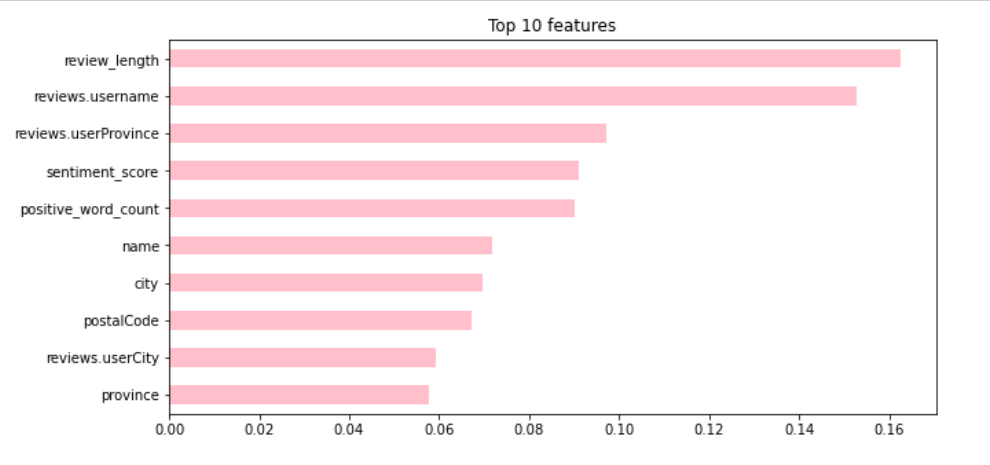 Top 10 features
review_length
reviews.username
reviews.userProvince
sentiment_score
positive_word_count
name
city
postalCode
reviews.userCity
province
0.00 0.02 0.04 0.06 0.08 0.10 0.12 0.14 0.16